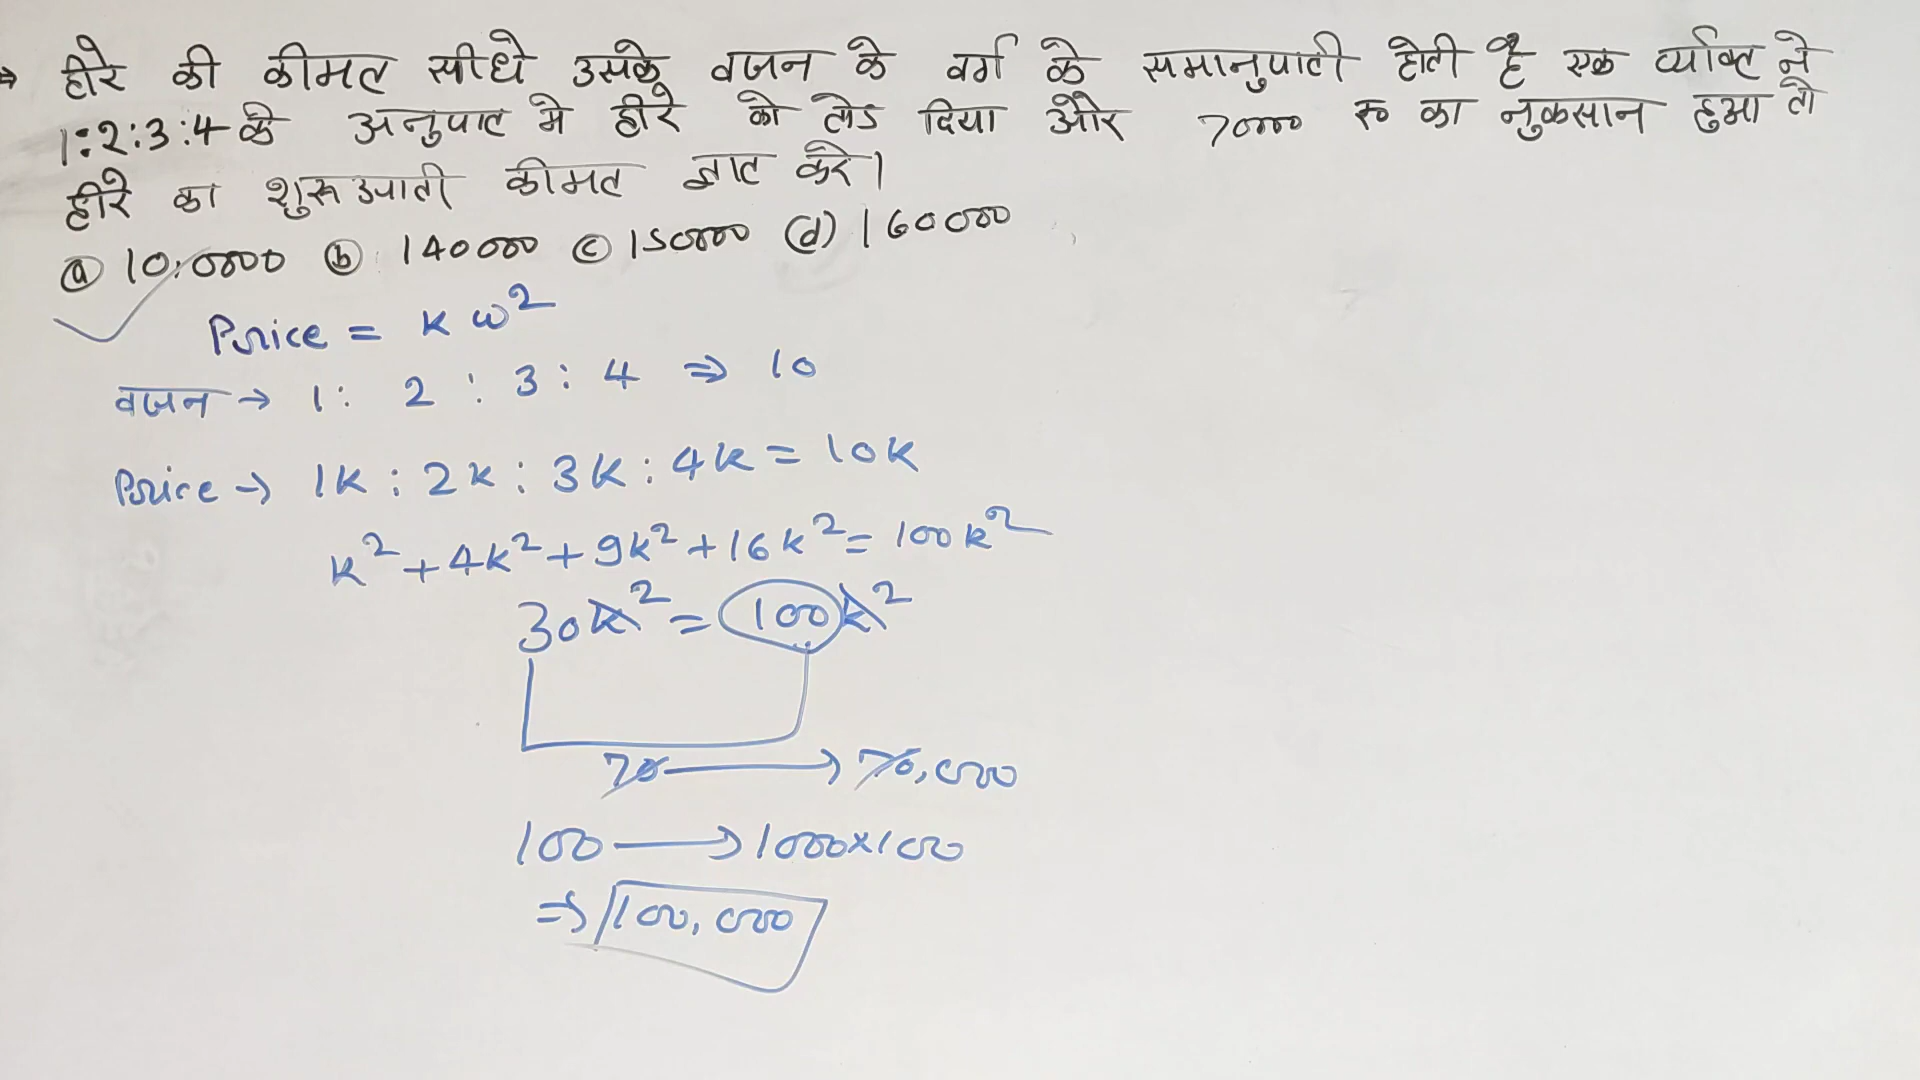 ⇒ हीरे की कीमत सीधे उसके वजन के वर्ग के समानुपाती होती है एक व्यक्ति ने
1:2:3:4 के अनुपात मे हीरे को तोड दिया और 70000 रु का नुकसान हुआ तो
हीरे का शुरूआती कीमत ज्ञात करे।
(a) 10,0000 (b) 140000 (c) 150000 (d) 160000
Price = K w²
वजन → 1: 2 : 3 : 4 ⇒ 10
Price → 1K : 2K : 3K : 4K = 10K
K² + 4K² + 9K² + 16K² = 100K²
30K² = 100K²
70 → 70,000
100 → 1000×100
⇒ 100,000